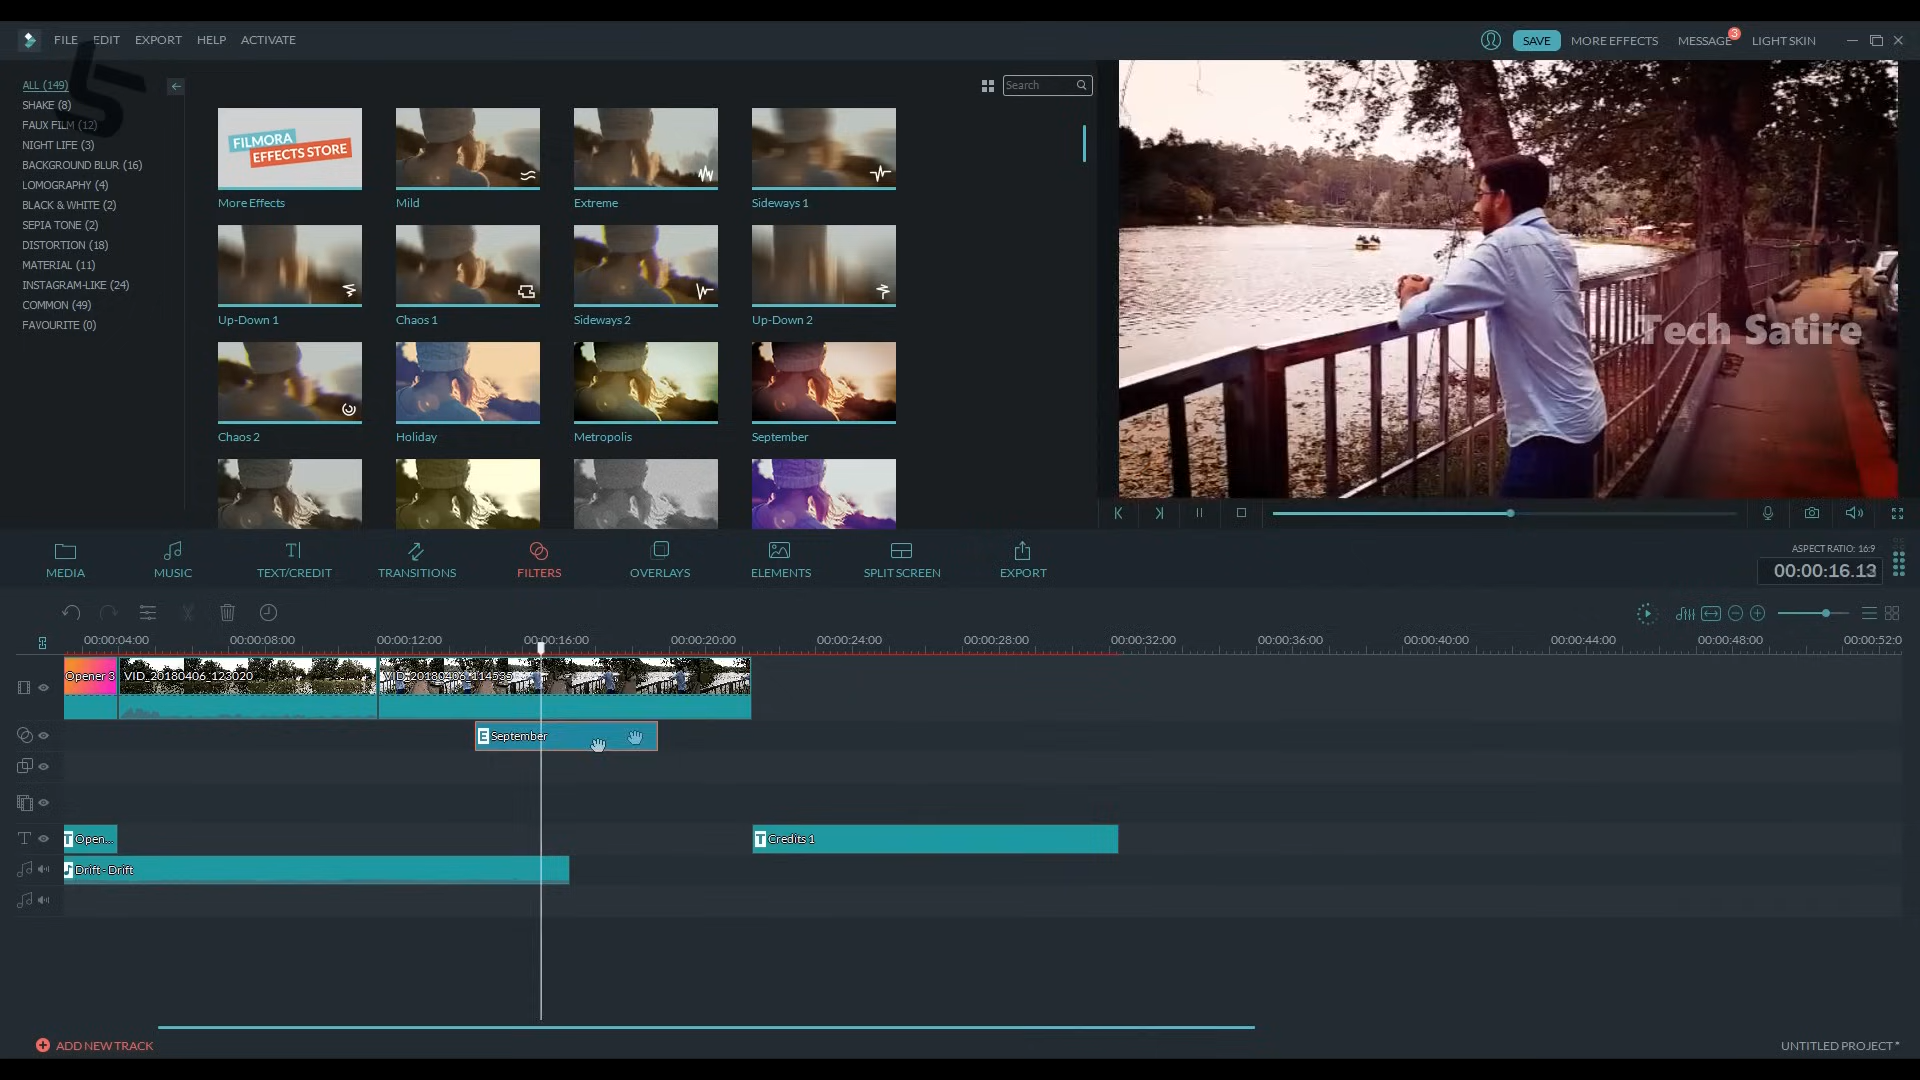 FILE EDIT EXPORT HELP ACTIVATE
SAVE MORE EFFECTS MESSAGE 3 LIGHT SKIN
ALL (149)
SHAKE (8)
FAUX FILM (12)
NIGHT LIFE (3)
BACKGROUND BLUR (16)
LOMOGRAPHY (4)
BLACK & WHITE (2)
SEPIA TONE (2)
DISTORTION (18)
MATERIAL (11)
INSTAGRAM-LIKE (24)
COMMON (49)
FAVOURITE (0)
Search
FILMORA
EFFECTS STORE
More Effects Mild Extreme Sideways 1
Up-Down 1 Chaos 1 Sideways 2 Up-Down 2
Chaos 2 Holiday Metropolis September
Tech Satire
MEDIA MUSIC TEXT/CREDIT TRANSITIONS FILTERS OVERLAYS ELEMENTS SPLIT SCREEN EXPORT
ASPECT RATIO: 16:9
00:00:16.13
00:00:04:00 00:00:08:00 00:00:12:00 00:00:16:00 00:00:20:00 00:00:24:00 00:00:28:00 00:00:32:00 00:00:36:00 00:00:40:00 00:00:44:00 00:00:48:00 00:00:52:0
Opener 3 VID_20180406_123020 VID_20180406_114535
E September
T Open... T Credits 1
Drift - Drift
ADD NEW TRACK
UNTITLED PROJECT *